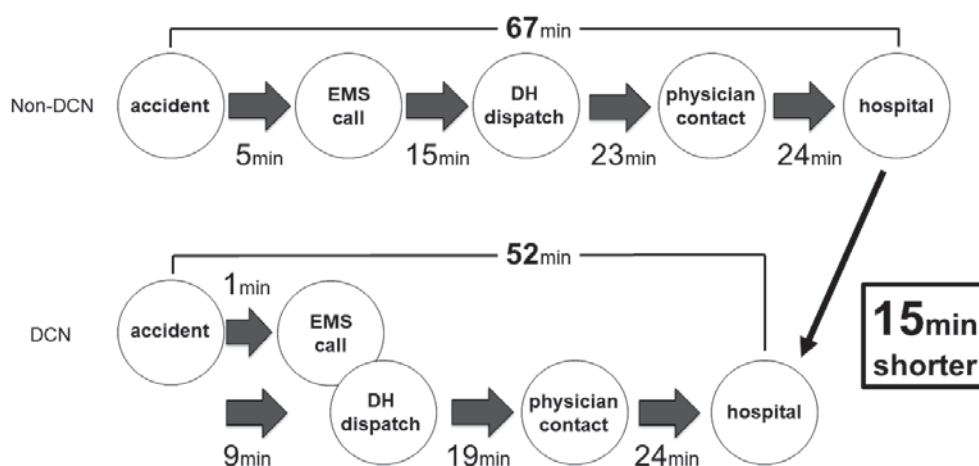 67min
Non-DCN
accident
EMS
call
DH
dispatch
physician
contact
hospital
5min
15min
23min
24min
52min
1min
DCN
accident
EMS
call
DH
dispatch
physician
contact
hospital
9min
19min
24min
15min
shorter